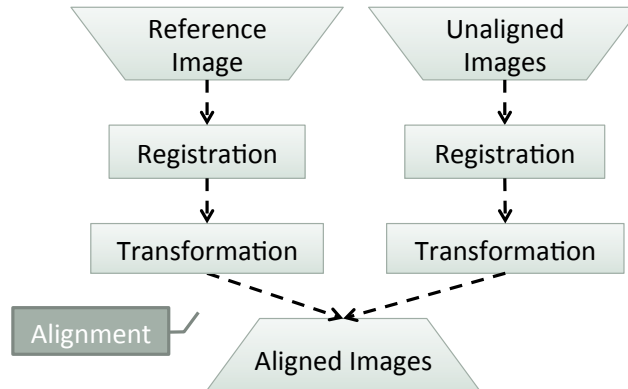 Reference
Image
Unaligned
Images
Registration
Registration
Transformation
Transformation
Alignment
Aligned Images